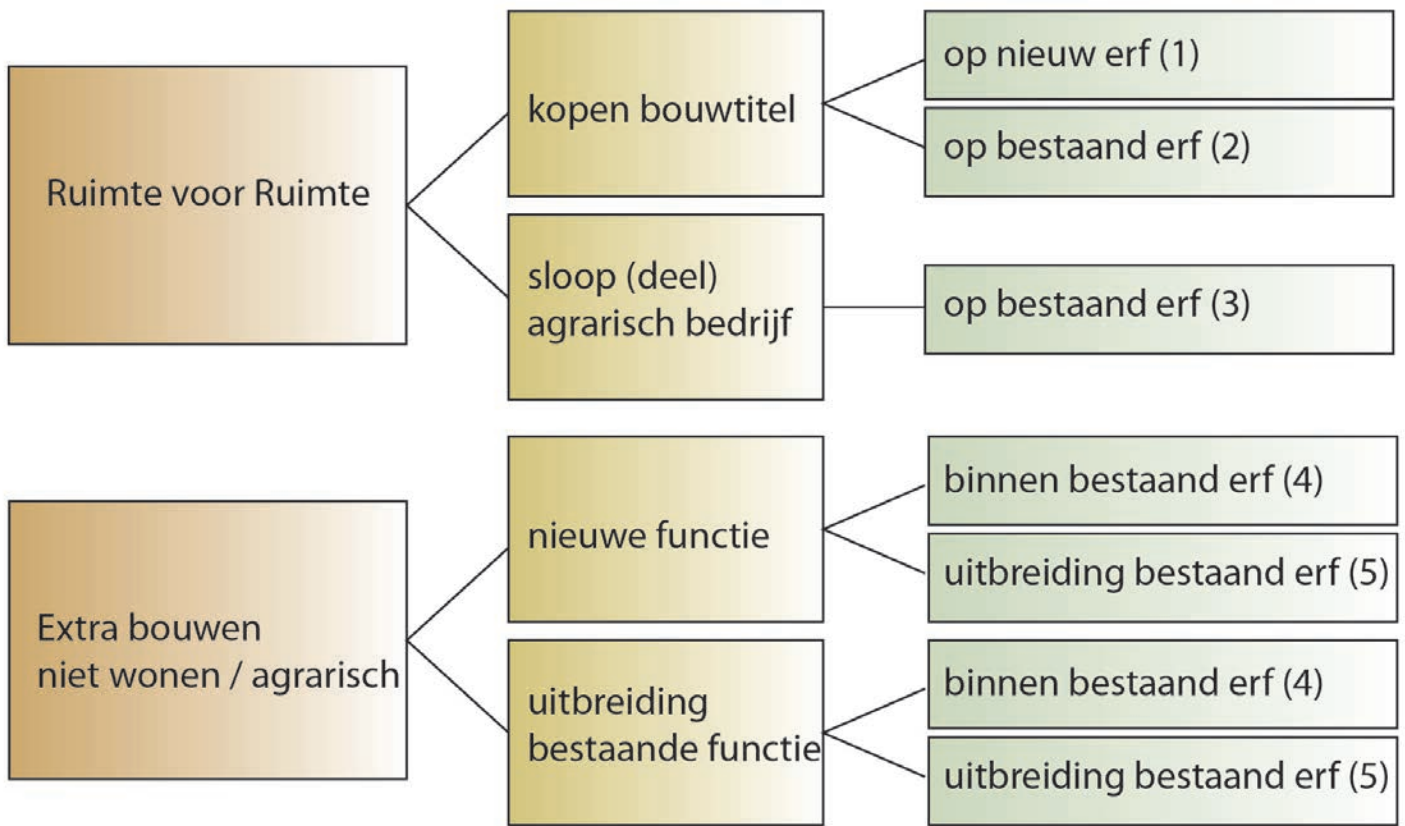 Ruimte voor Ruimte
kopen bouwtitel
op nieuw erf (1)
op bestaand erf (2)
sloop (deel)
agrarisch bedrijf
op bestaand erf (3)
Extra bouwen
niet wonen / agrarisch
nieuwe functie
binnen bestaand erf (4)
uitbreiding bestaand erf (5)
uitbreiding
bestaande functie
binnen bestaand erf (4)
uitbreiding bestaand erf (5)